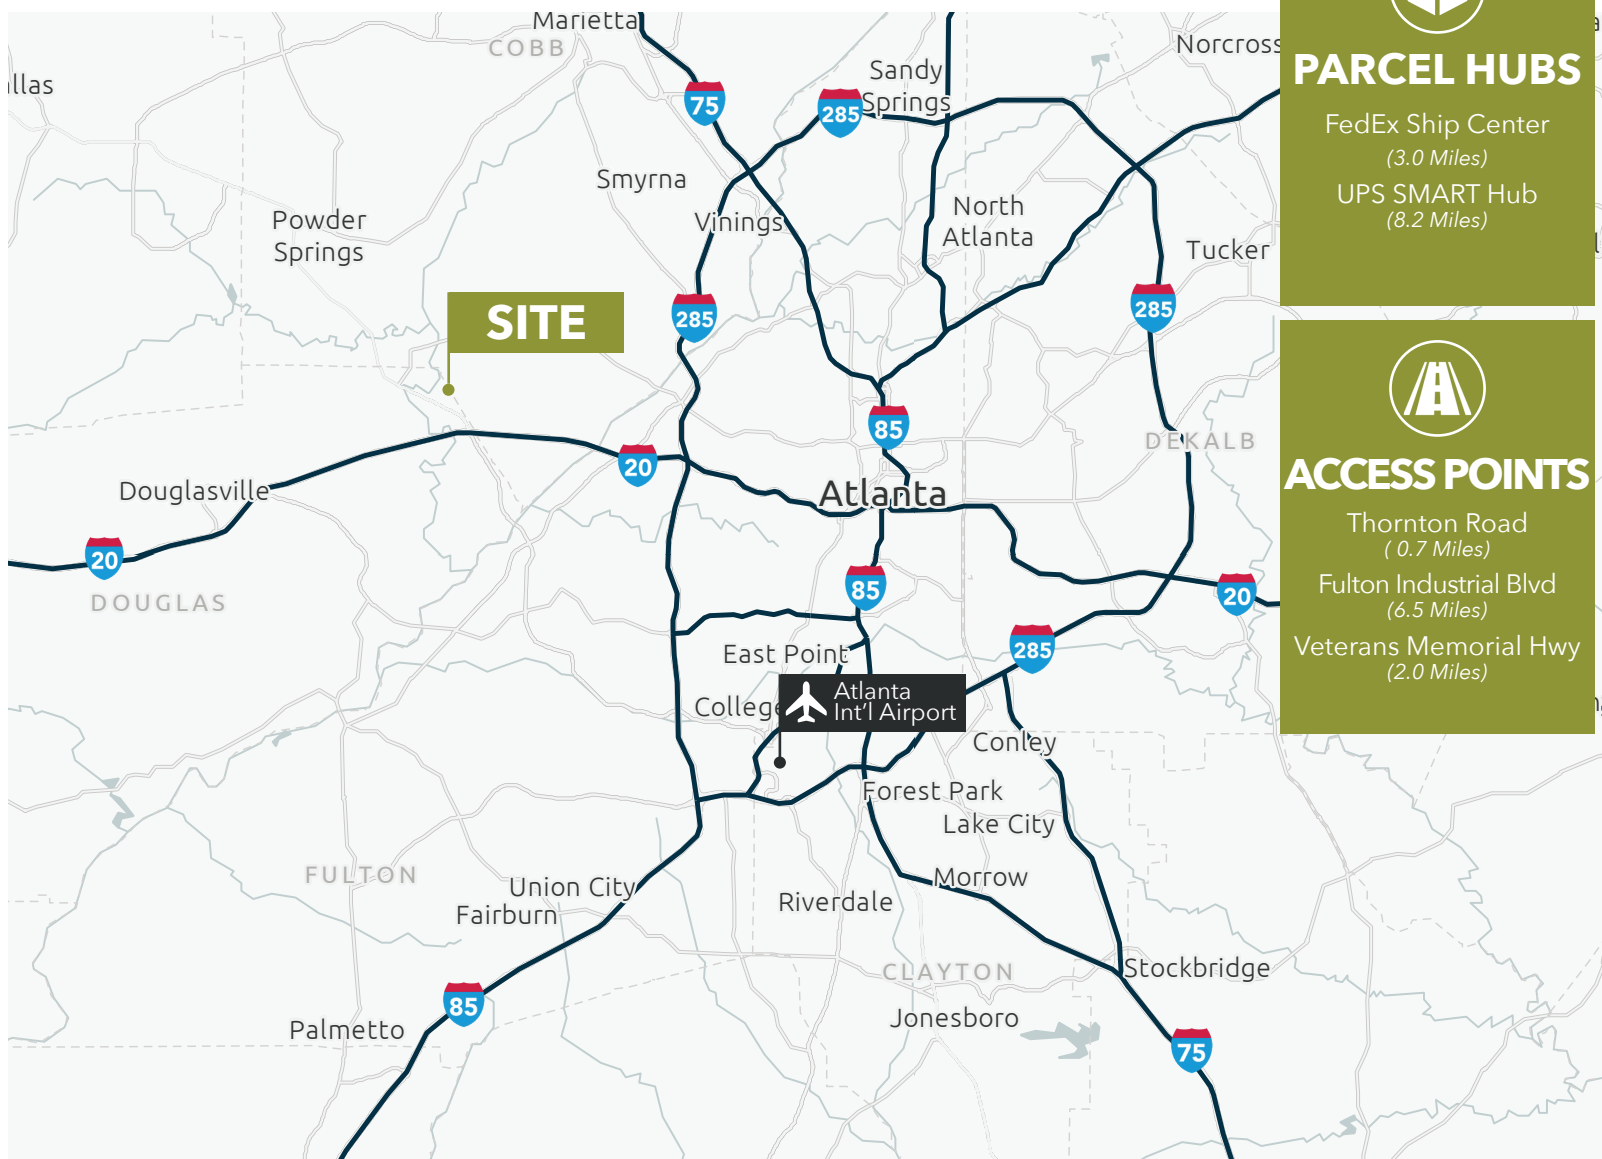 Marietta
COBB
Norcross
llas
Sandy
Springs
75
285
Smyrna
Powder
Springs
Vinings
North
Atlanta
Tucker
SITE
285
285
85
DEKALB
20
Douglasville
Atlanta
20
85
20
DOUGLAS
285
East Point
College
Atlanta
Int'l Airport
Conley
Forest Park
Lake City
FULTON
Union City
Morrow
Riverdale
Fairburn
CLAYTON
Stockbridge
85
Jonesboro
Palmetto
75
PARCEL HUBS
FedEx Ship Center
(3.0 Miles)
UPS SMART Hub
(8.2 Miles)
ACCESS POINTS
Thornton Road
( 0.7 Miles)
Fulton Industrial Blvd
(6.5 Miles)
Veterans Memorial Hwy
(2.0 Miles)